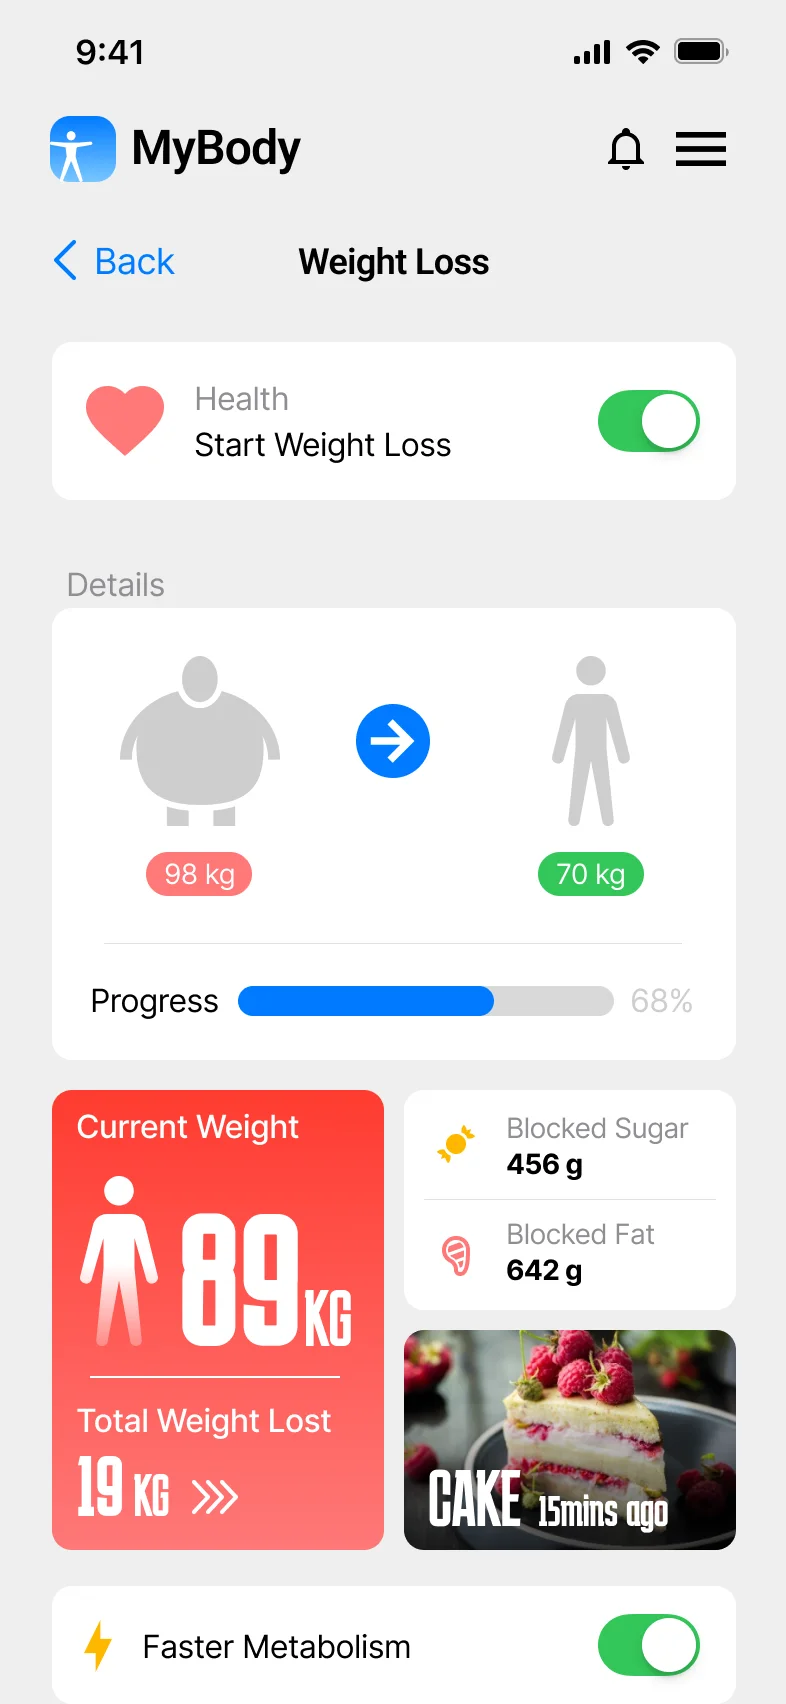 9:41
MyBody
Back
Weight Loss
Health
Start Weight Loss
Details
98 kg
70 kg
Progress
68%
Current Weight
89 KG
Total Weight Lost
19 KG
Blocked Sugar
456 g
Blocked Fat
642 g
CAKE 15mins ago
Faster Metabolism